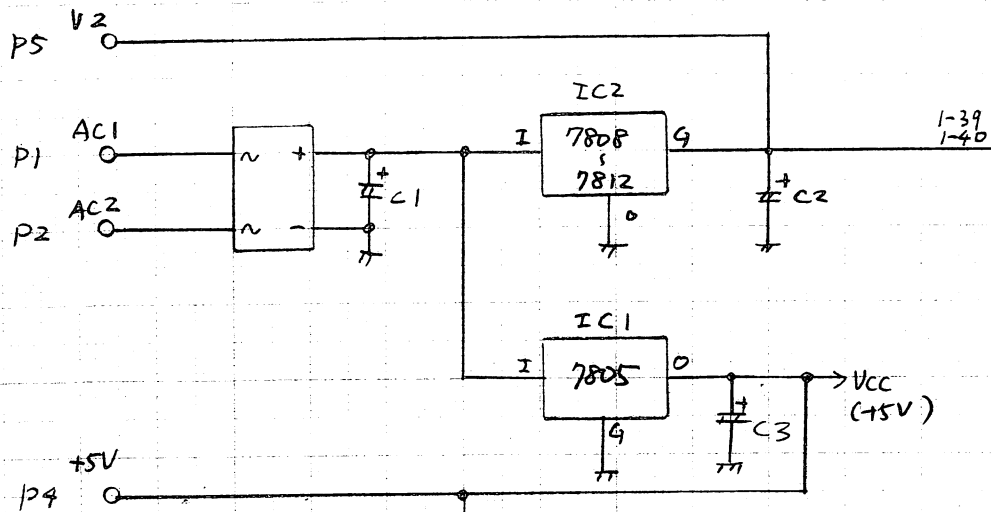 P5 V2
IC2
P1 AC1 ~ + I 7808 G 1-39
1-40
+ C1 ~ 7812 + C2
P2 AC2 ~ - O
IC1
I 7805 O VCC
(+5V)
G + C3
P4 +5V